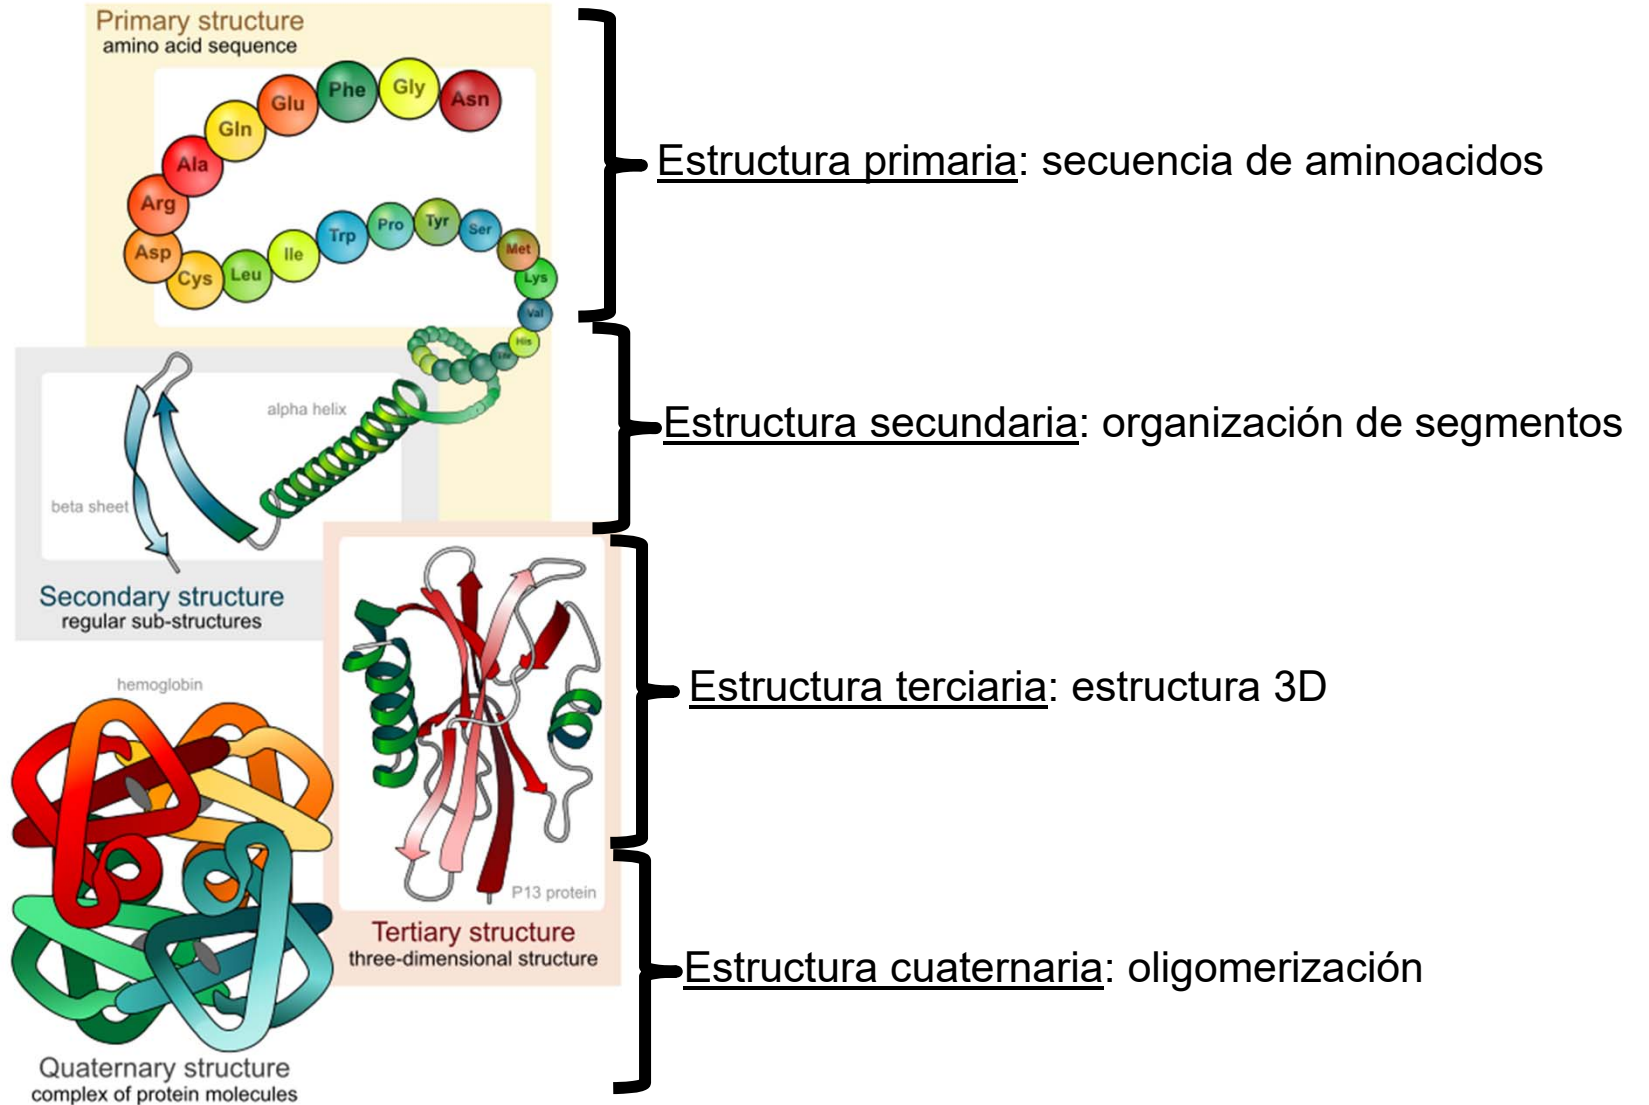 Primary structure
amino acid sequence
Asn
Gly
Phe
Glu
Gln
Ala
Arg
Asp
Cys
Leu
Ile
Trp
Pro
Tyr
Ser
Met
Lys
Val
His
Estructura primaria: secuencia de aminoacidos
alpha helix
beta sheet
Secondary structure
regular sub-structures
Estructura secundaria: organización de segmentos
P13 protein
Tertiary structure
three-dimensional structure
Estructura terciaria: estructura 3D
hemoglobin
Quaternary structure
complex of protein molecules
Estructura cuaternaria: oligomerización